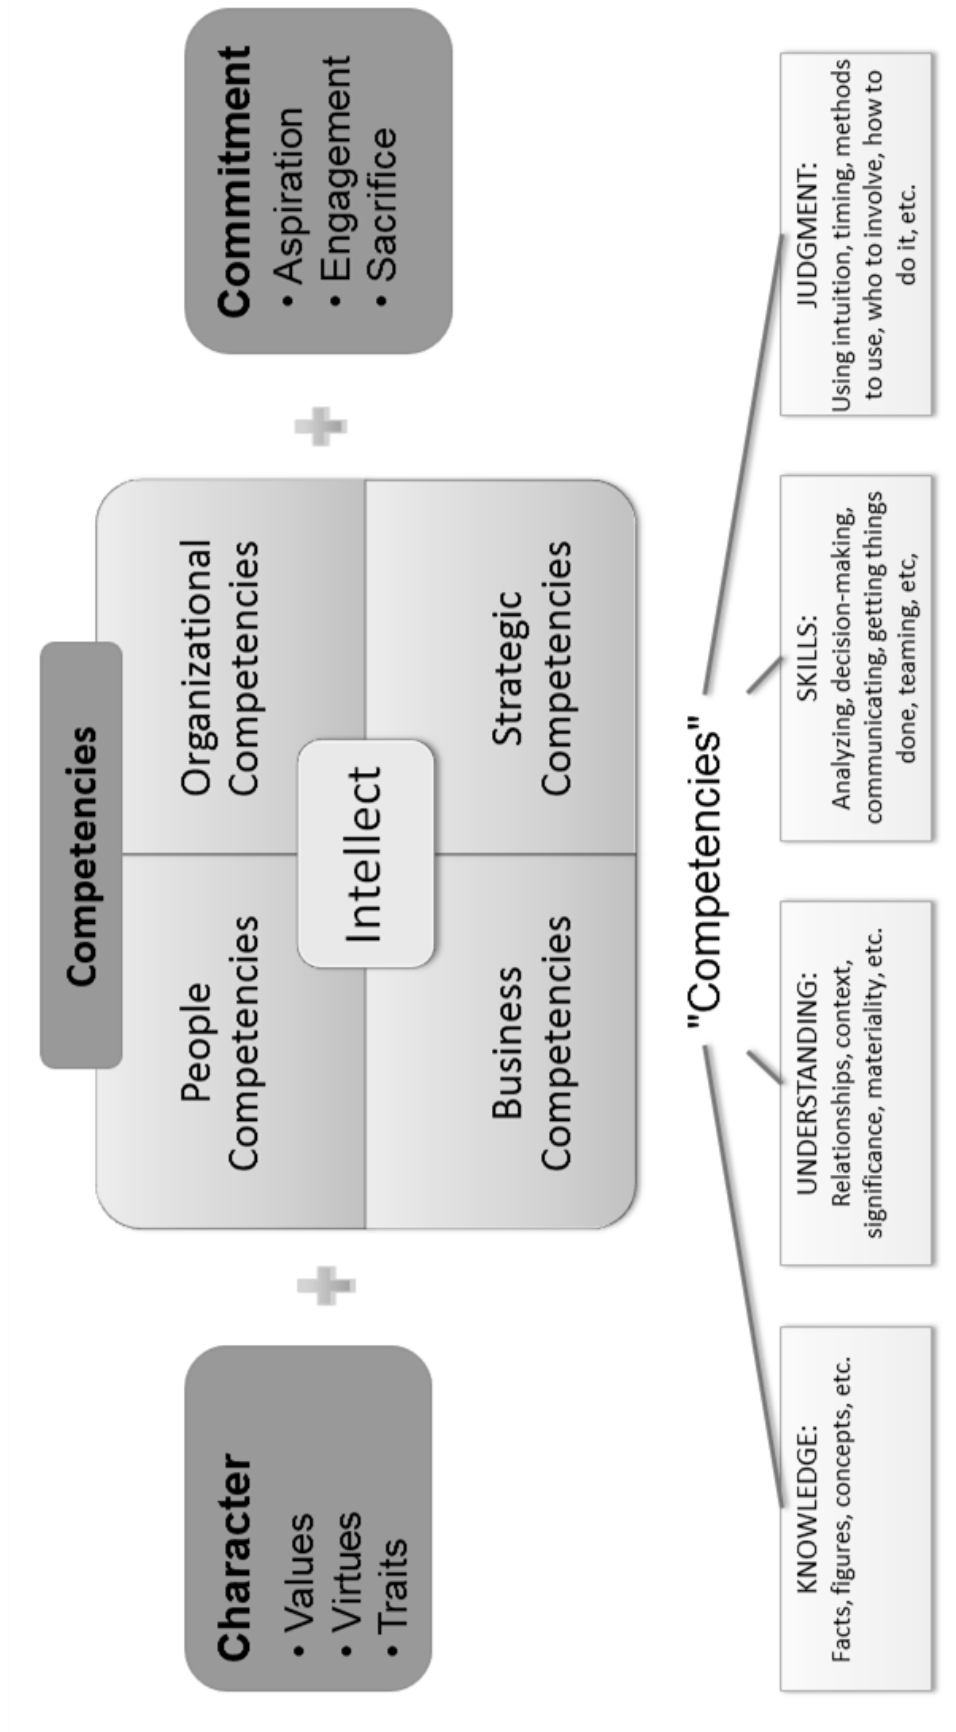 Competencies
Character
• Values
• Virtues
• Traits
People
Competencies
Organizational
Competencies
Intellect
Business
Competencies
Strategic
Competencies
Commitment
• Aspiration
• Engagement
• Sacrifice
"Competencies"
KNOWLEDGE:
Facts, figures, concepts, etc.
UNDERSTANDING:
Relationships, context,
significance, materiality, etc.
SKILLS:
Analyzing, decision-making,
communicating, getting things
done, teaming, etc,
JUDGMENT:
Using intuition, timing, methods
to use, who to involve, how to
do it, etc.